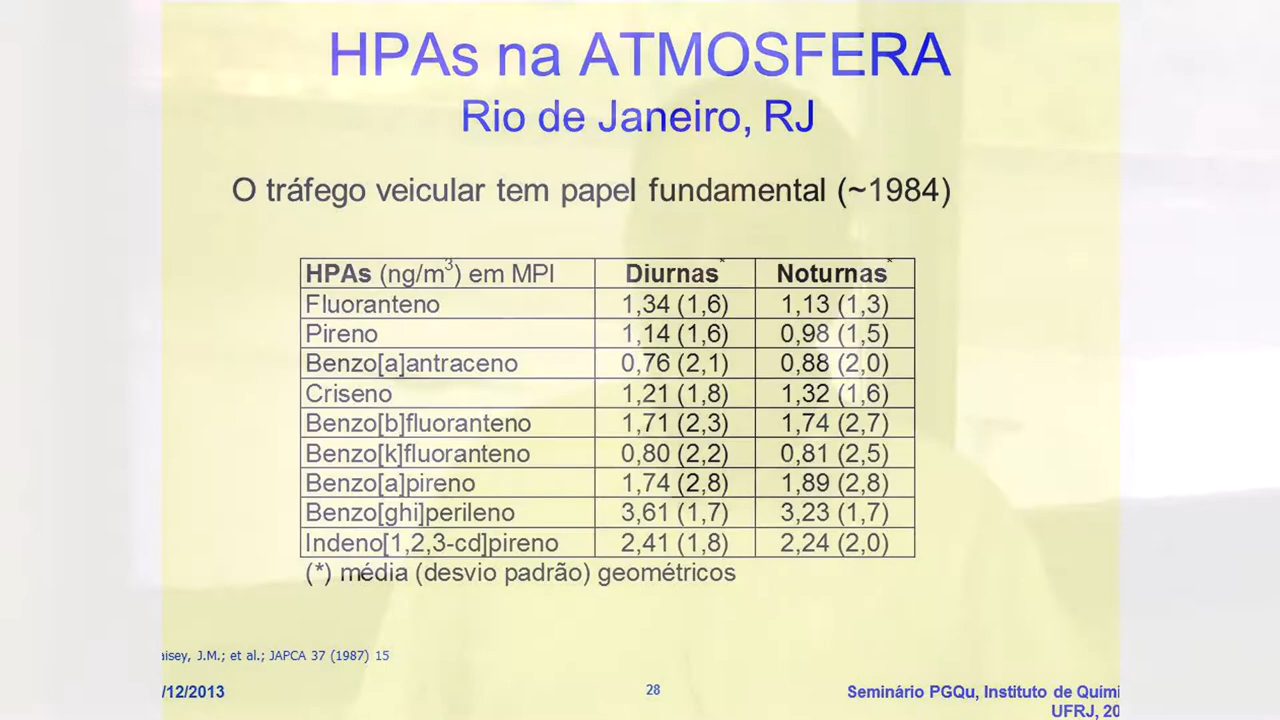 HPAs na ATMOSFERA
Rio de Janeiro, RJ
O tráfego veicular tem papel fundamental (~1984)
HPAs (ng/m³) em MPI Diurnas* Noturnas*
Fluoranteno 1,34 (1,6) 1,13 (1,3)
Pireno 1,14 (1,6) 0,98 (1,5)
Benzo[a]antraceno 0,76 (2,1) 0,88 (2,0)
Criseno 1,21 (1,8) 1,32 (1,6)
Benzo[b]fluoranteno 1,71 (2,3) 1,74 (2,7)
Benzo[k]fluoranteno 0,80 (2,2) 0,81 (2,5)
Benzo[a]pireno 1,74 (2,8) 1,89 (2,8)
Benzo[ghi]perileno 3,61 (1,7) 3,23 (1,7)
Indeno[1,2,3-cd]pireno 2,41 (1,8) 2,24 (2,0)
(*) média (desvio padrão) geométricos
J.M.; et al.; JAPCA 37 (1987) 15
/12/2013 28 Seminário PGQu, Instituto de
UFRJ,